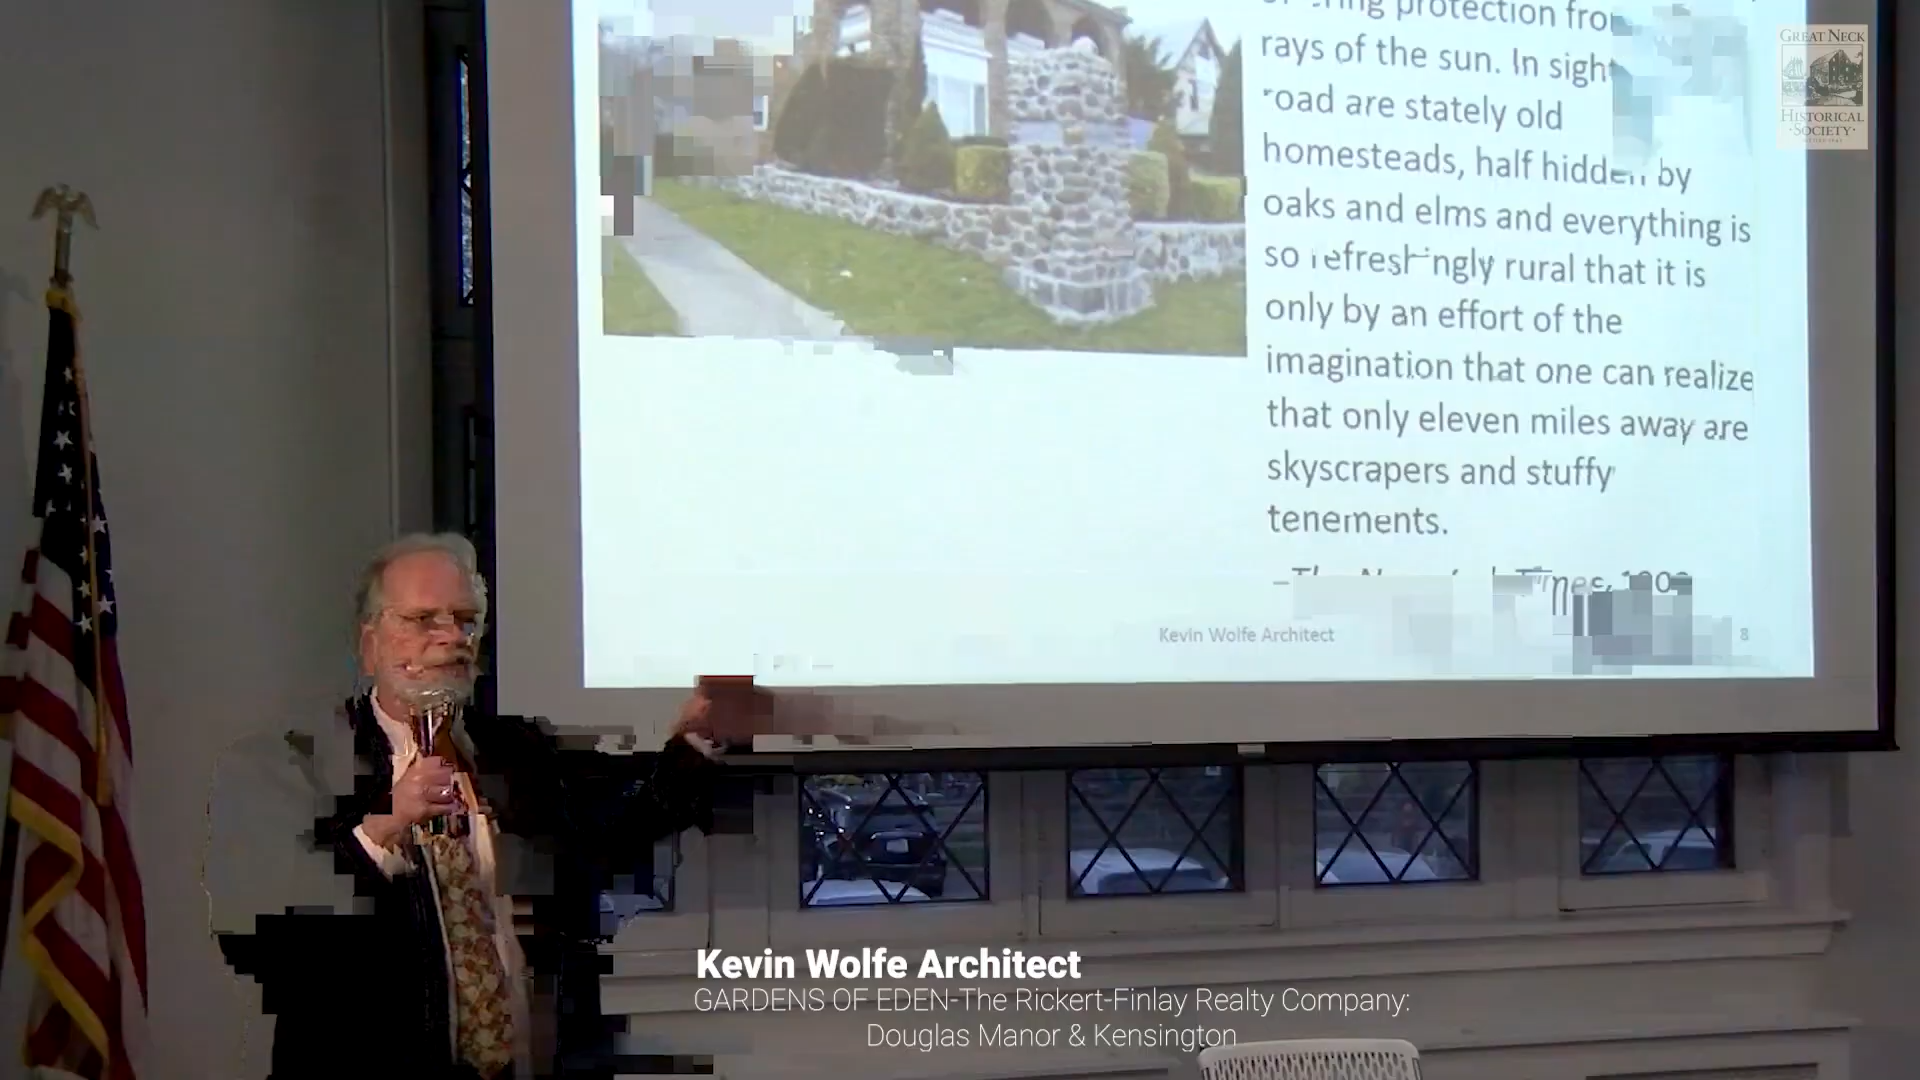 protection
rays of the sun. In sight
road are stately old
homesteads, half hidden by
oaks and elms and everything is
so refreshingly rural that it is
only by an effort of the
imagination that one can realize
that only eleven miles away are
skyscrapers and stuffy
tenements.
Times,
Kevin Wolfe Architect
8
GREAT NECK
HISTORICAL
·SOCIETY·
Kevin Wolfe Architect
GARDENS OF EDEN-The Rickert-Finlay Realty Company:
Douglas Manor & Kensington